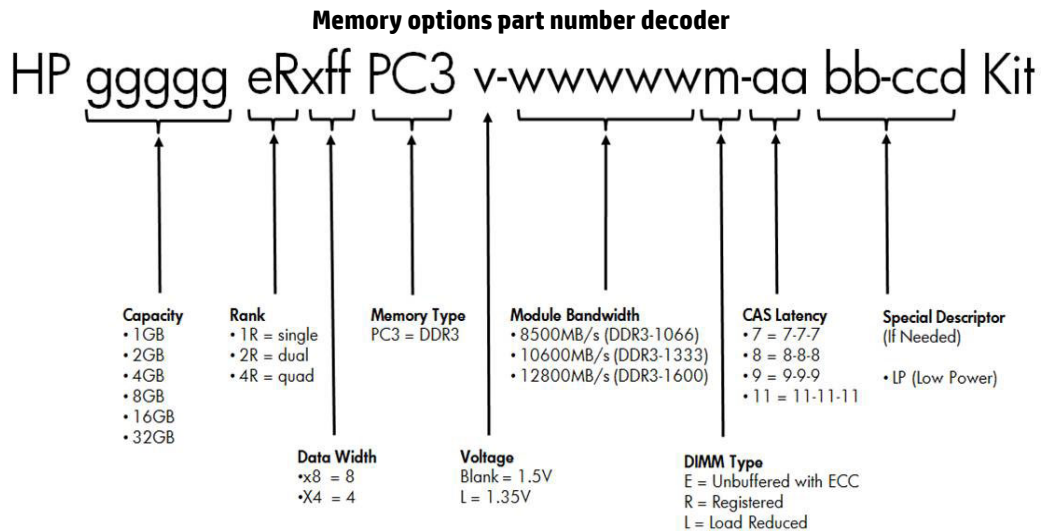 Memory options part number decoder
HP ggggg eRxff PC3 v-wwwwwm-aa bb-ccd Kit
Capacity
• 1GB
• 2GB
• 4GB
• 8GB
• 16GB
• 32GB
Rank
• 1R = single
• 2R = dual
• 4R = quad
Memory Type
PC3 = DDR3
Module Bandwidth
• 8500MB/s (DDR3-1066)
• 10600MB/s (DDR3-1333)
• 12800MB/s (DDR3-1600)
CAS Latency
• 7 = 7-7-7
• 8 = 8-8-8
• 9 = 9-9-9
• 11 = 11-11-11
Special Descriptor
(If Needed)
• LP (Low Power)
Data Width
•x8 = 8
•X4 = 4
Voltage
Blank = 1.5V
L = 1.35V
DIMM Type
E = Unbuffered with ECC
R = Registered
L = Load Reduced